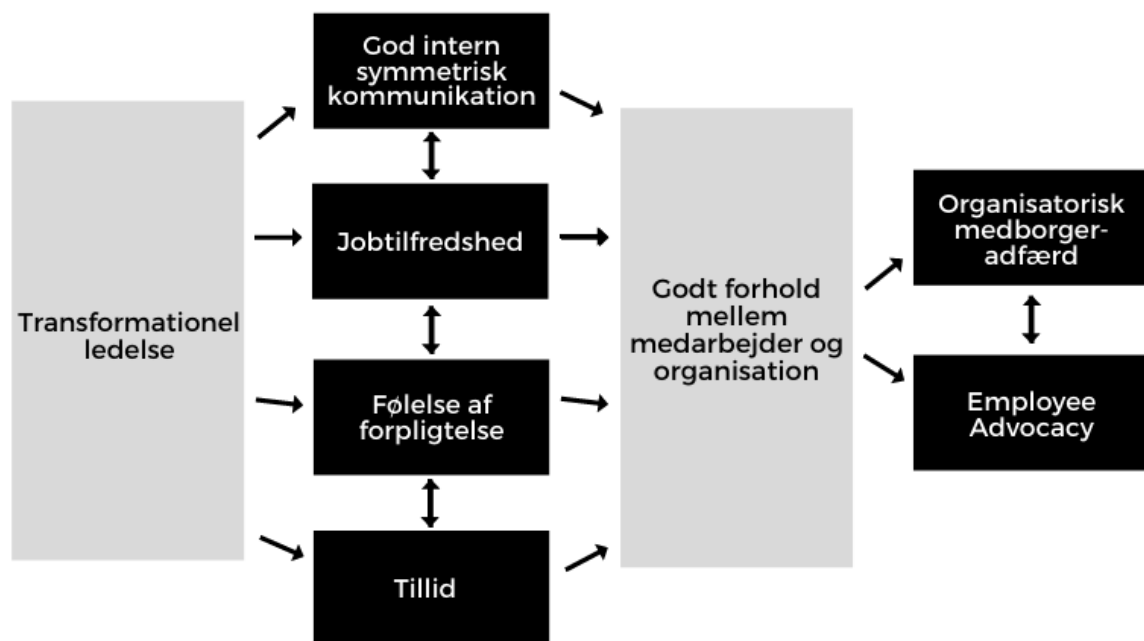 Transformationel
ledelse
God intern
symmetrisk
kommunikation
Jobtilfredshed
Følelse af
forpligtelse
Tillid
Godt forhold
mellem
medarbejder og
organisation
Organisatorisk
medborger-
adfærd
Employee
Advocacy